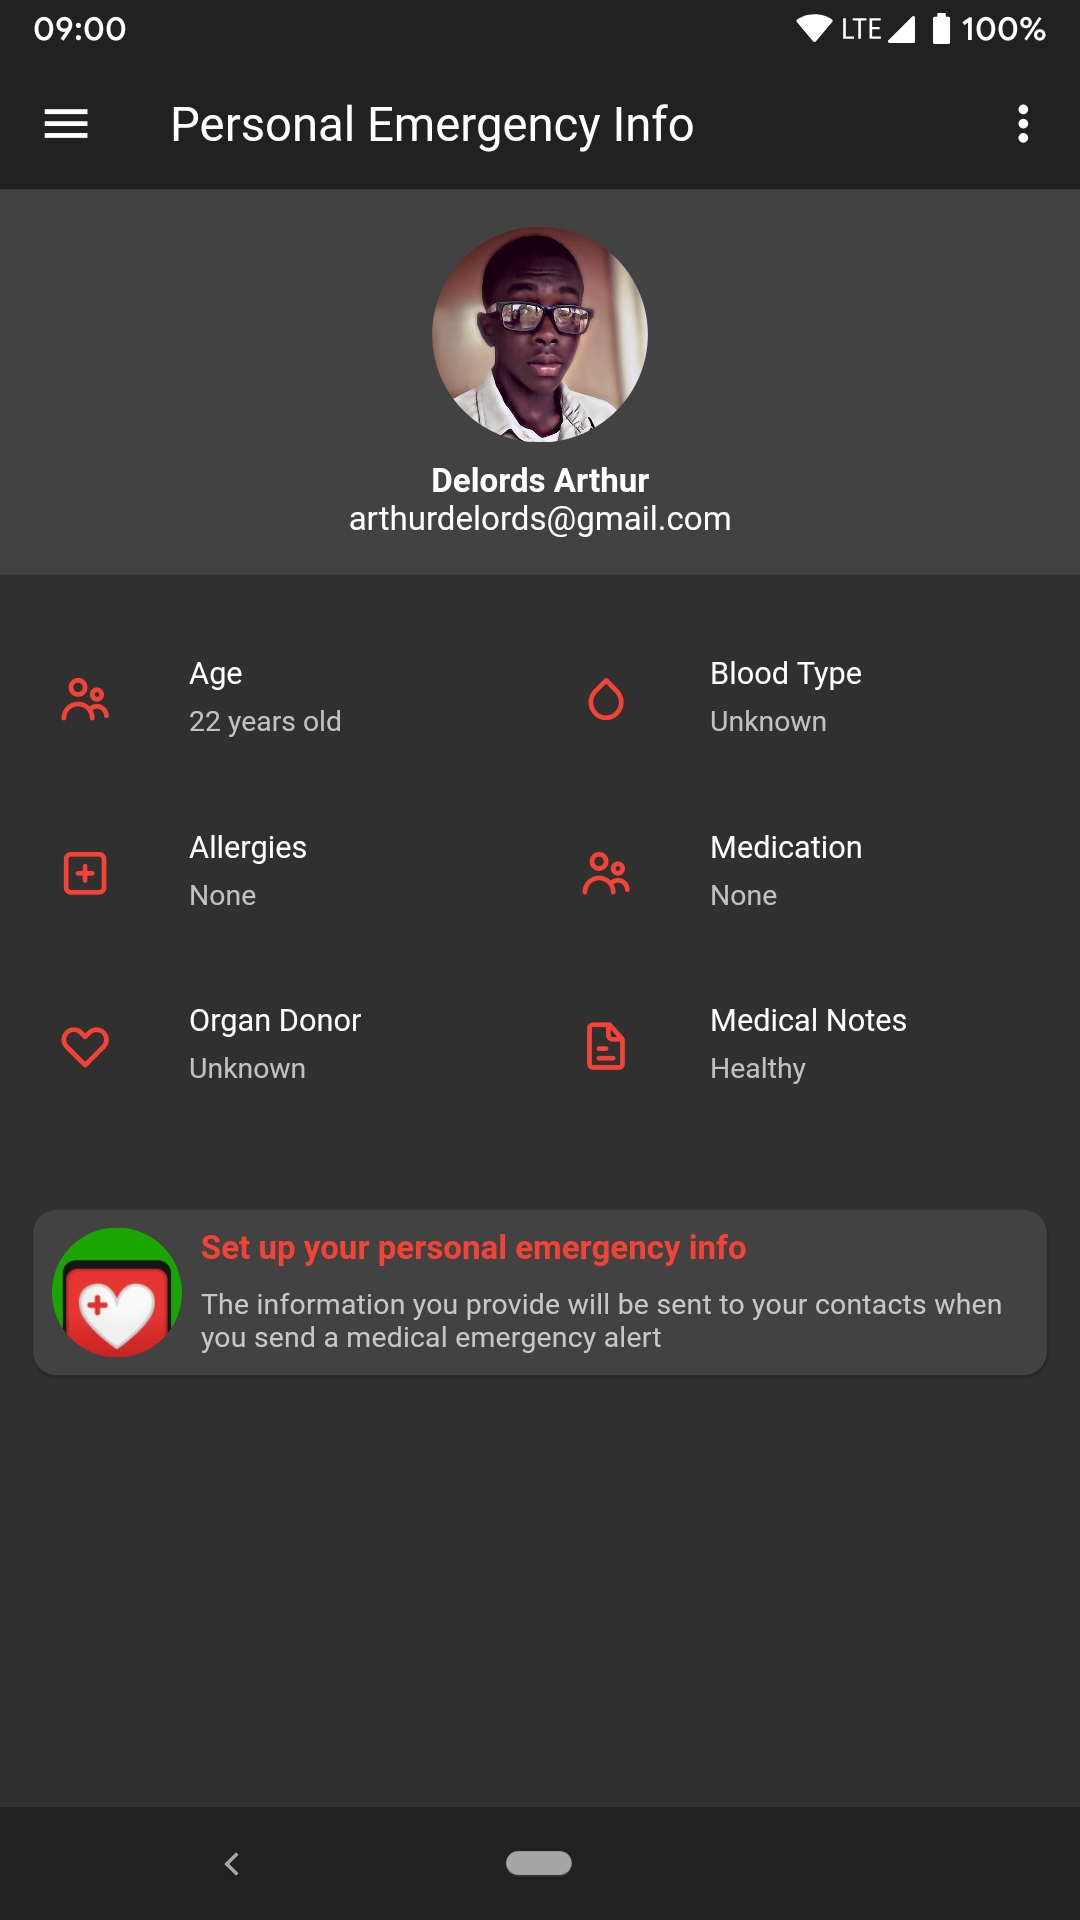 09:00 LTE 100%
Personal Emergency Info
Delords Arthur
arthurdelords@gmail.com
Age
22 years old
Blood Type
Unknown
Allergies
None
Medication
None
Organ Donor
Unknown
Medical Notes
Healthy
Set up your personal emergency info
The information you provide will be sent to your contacts when
you send a medical emergency alert